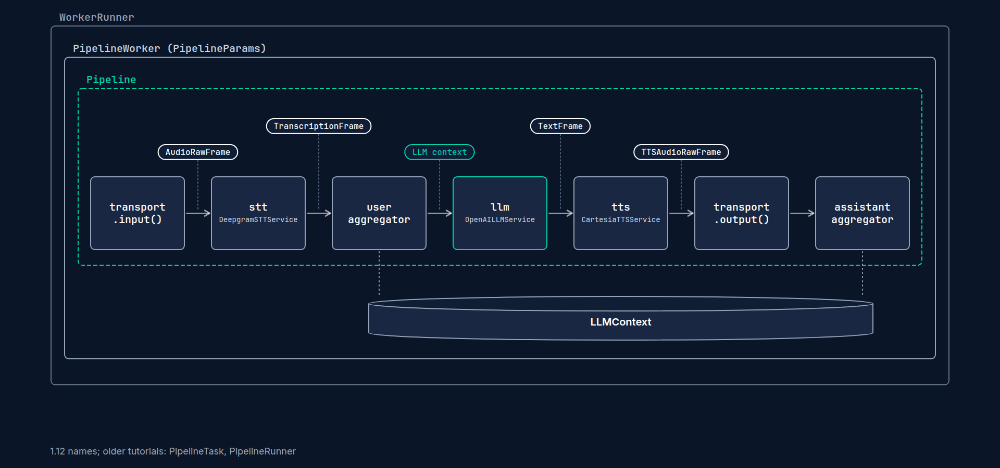 WorkerRunner
PipelineWorker (PipelineParams)
Pipeline
TranscriptionFrame
TextFrame
AudioRawFrame
LLM context
TTSAudioRawFrame
transport
.input()
stt
DeepgramSTTService
user
aggregator
llm
OpenAILLMService
tts
CartesiaTTSService
transport
.output()
assistant
aggregator
LLMContext
1.12 names; older tutorials: PipelineTask, PipelineRunner